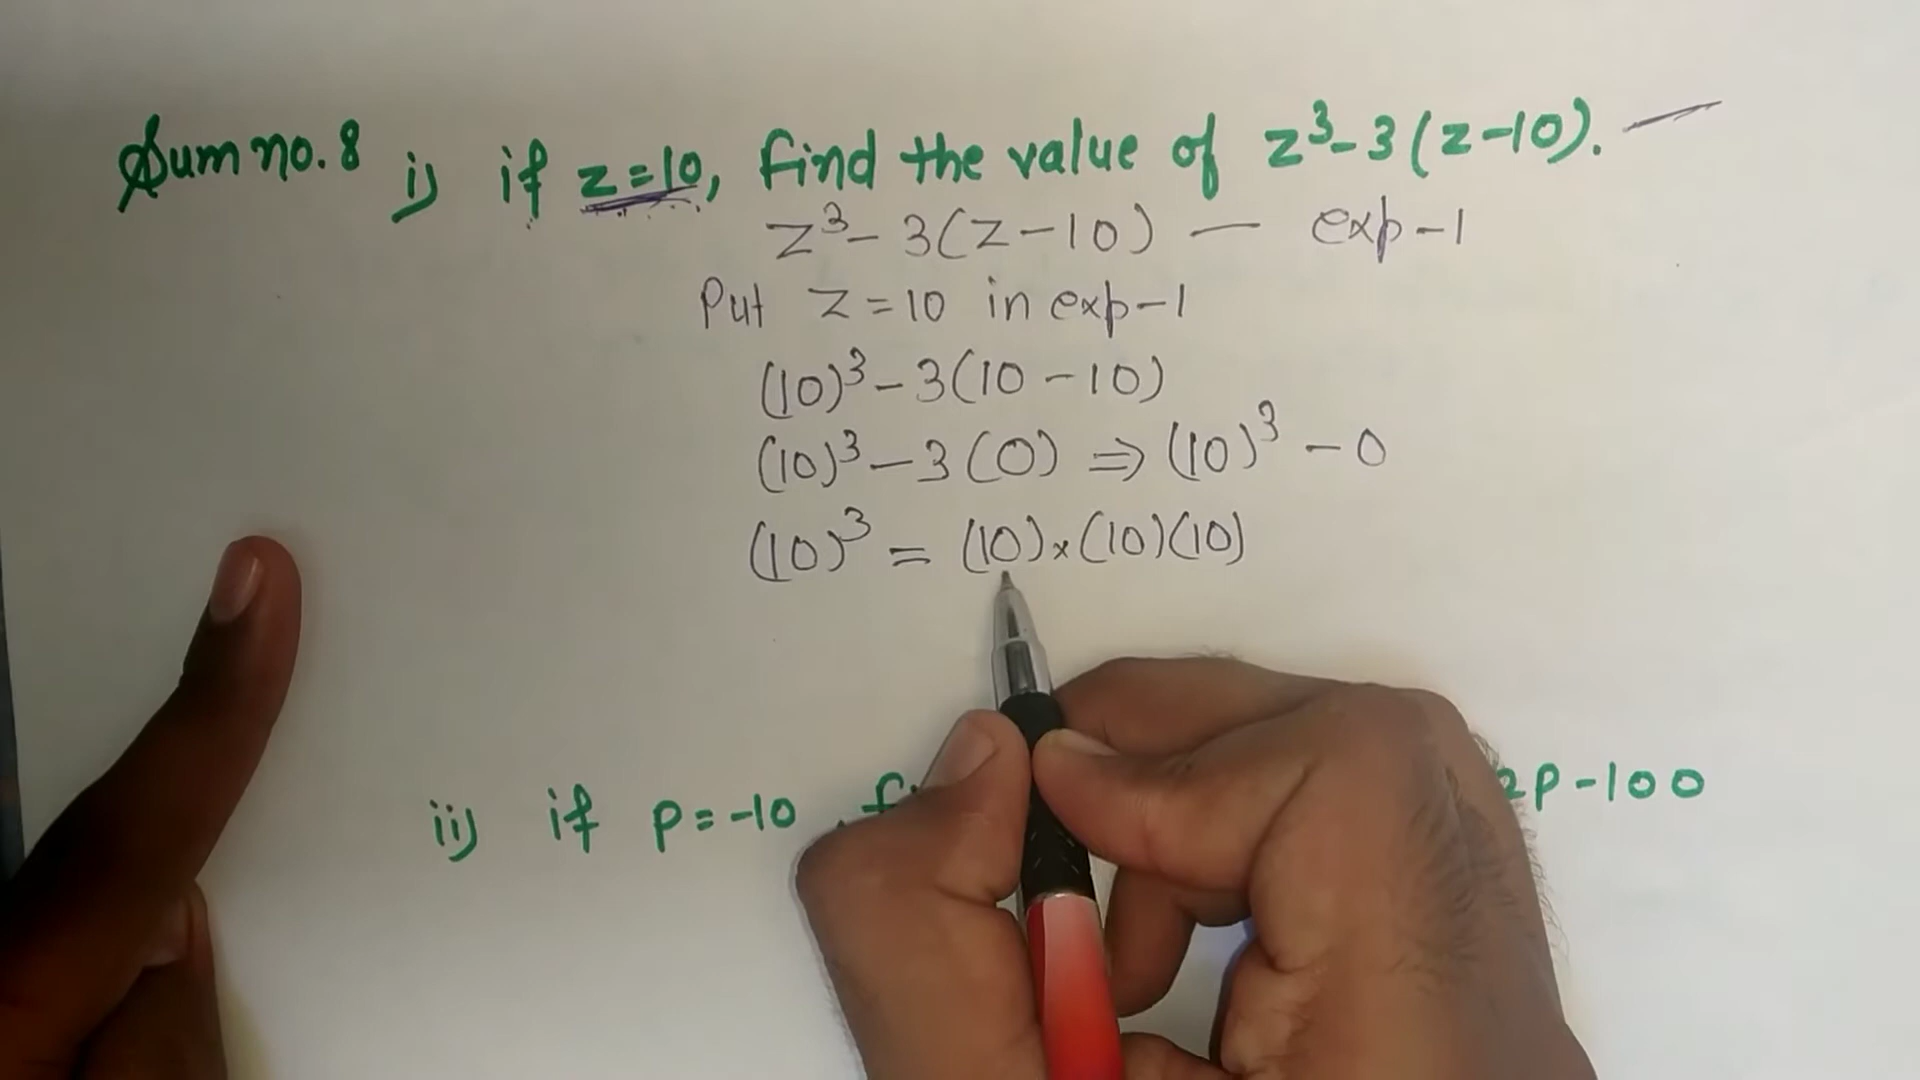 Sum no. 8 i) if z=10, find the value of z³-3(z-10).
z³-3(z-10) — exp-1
Put z=10 in exp-1
(10)³-3(10-10)
(10)³-3(0) ⇒ (10)³-0
(10)³ = (10)×(10)(10)
ii) if p=-10, 2p-100